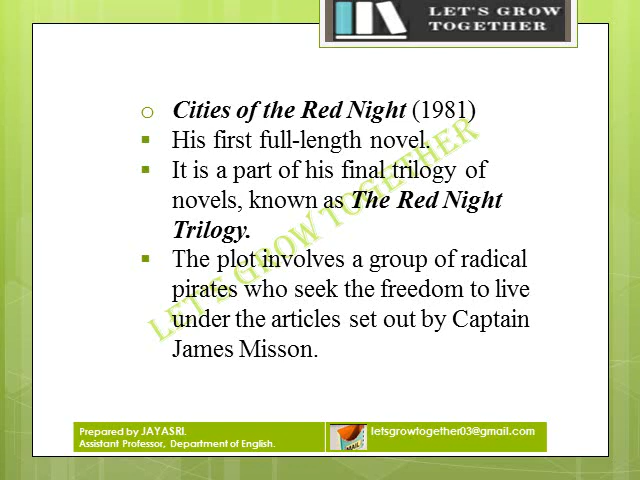 LET'S GROW
TOGETHER
Cities of the Red Night (1981)
His first full-length novel.
It is a part of his final trilogy of
novels, known as The Red Night
Trilogy.
The plot involves a group of radical
pirates who seek the freedom to live
under the articles set out by Captain
James Misson.
LET'S GROW TOGETHER
Prepared by JAYASRI.
Assistant Professor, Department of English.
MAIL
letsgrowtogether03@gmail.com